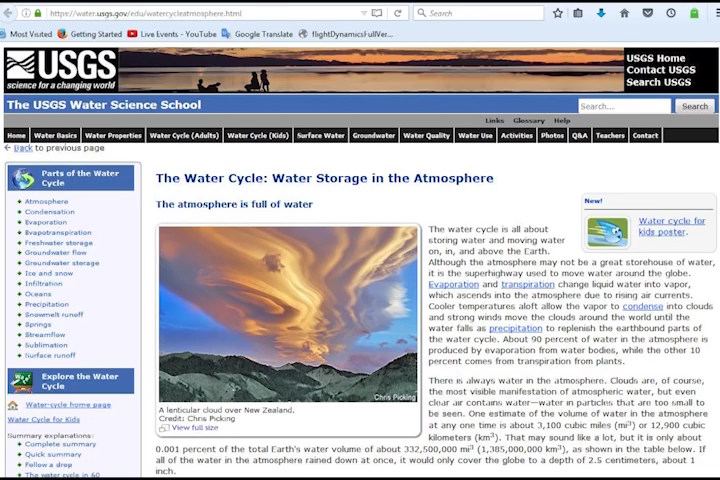 https://water.usgs.gov/edu/watercycleatmosphere.html
Search
Most Visited Getting Started Live Events - YouTube Google Translate flightDynamicsFullVer...
USGS
science for a changing world
USGS Home
Contact USGS
Search USGS
The USGS Water Science School
Search... Search
Links Glossary Help
Home Water Basics Water Properties Water Cycle (Adults) Water Cycle (Kids) Surface Water Groundwater Water Quality Water Use Activities Photos Q&A Teachers Contact
Back to previous page
Parts of the Water
Cycle
Atmosphere
Condensation
Evaporation
Evapotranspiration
Freshwater storage
Groundwater flow
Groundwater storage
Ice and snow
Infiltration
Oceans
Precipitation
Snowmelt runoff
Springs
Streamflow
Sublimation
Surface runoff
Explore the Water
Cycle
Water-cycle home page
Water Cycle for Kids
Summary explanations:
Complete summary
Quick summary
Follow a drop
The water cycle in 60
The Water Cycle: Water Storage in the Atmosphere
The atmosphere is full of water
New!
Water cycle for
kids poster.
Chris Picking
A lenticular cloud over New Zealand.
Credit: Chris Picking
View full size
The water cycle is all about
storing water and moving water
on, in, and above the Earth.
Although the atmosphere may not be a great storehouse of water,
it is the superhighway used to move water around the globe.
Evaporation and transpiration change liquid water into vapor,
which ascends into the atmosphere due to rising air currents.
Cooler temperatures aloft allow the vapor to condense into clouds
and strong winds move the clouds around the world until the
water falls as precipitation to replenish the earthbound parts of
the water cycle. About 90 percent of water in the atmosphere is
produced by evaporation from water bodies, while the other 10
percent comes from transpiration from plants.
There is always water in the atmosphere. Clouds are, of course,
the most visible manifestation of atmospheric water, but even
clear air contains water—water in particles that are too small to
be seen. One estimate of the volume of water in the atmosphere
at any one time is about 3,100 cubic miles (mi³) or 12,900 cubic
kilometers (km³). That may sound like a lot, but it is only about
0.001 percent of the total Earth's water volume of about 332,500,000 mi³ (1,385,000,000 km³), as shown in the table below. If
all of the water in the atmosphere rained down at once, it would only cover the globe to a depth of 2.5 centimeters, about 1
inch.